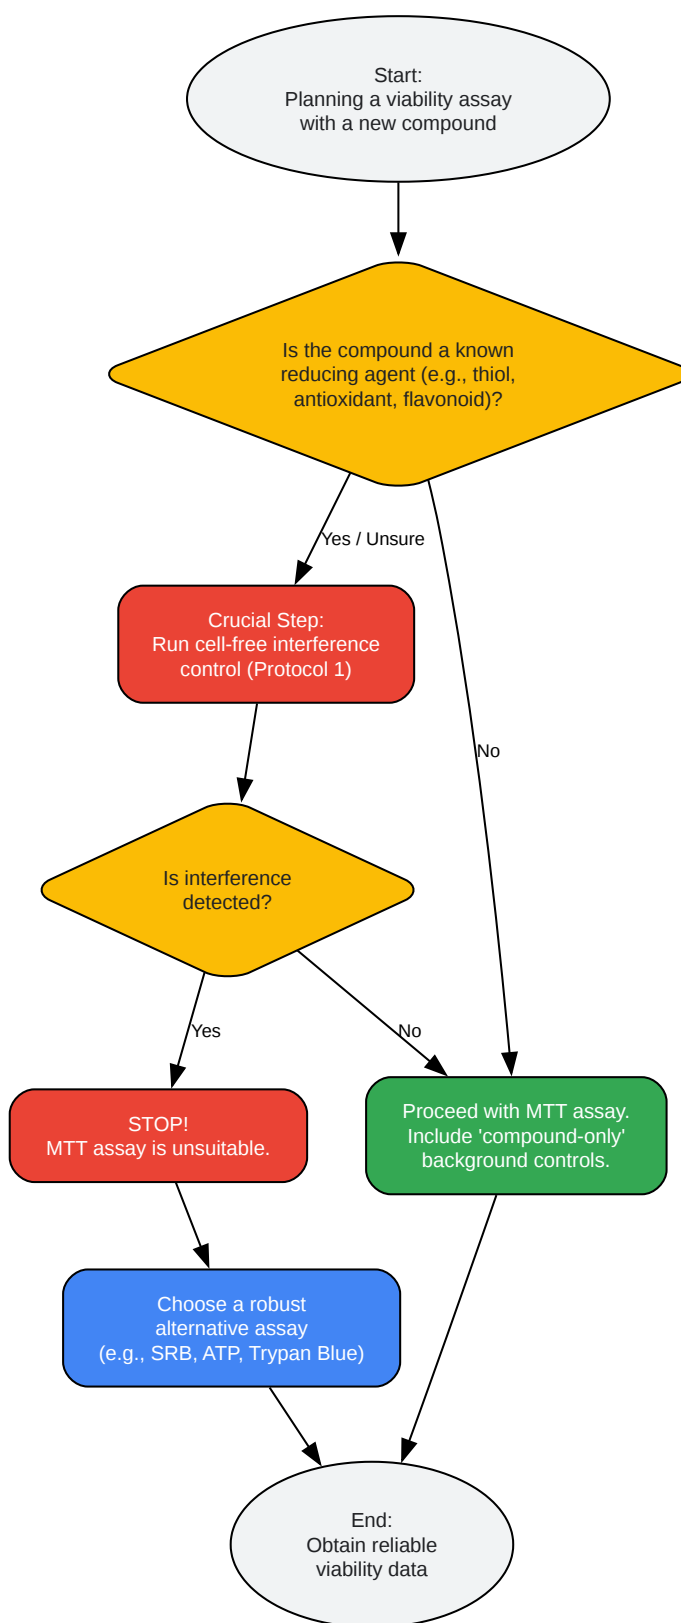 Start:
Planning a viability assay
with a new compound
Is the compound a known
reducing agent (e.g., thiol,
antioxidant, flavonoid)?
Yes / Unsure
Crucial Step:
Run cell-free interference
control (Protocol 1)
No
Is interference
detected?
Yes
No
STOP!
MTT assay is unsuitable.
Proceed with MTT assay.
Include 'compound-only'
background controls.
Choose a robust
alternative assay
(e.g., SRB, ATP, Trypan Blue)
End:
Obtain reliable
viability data